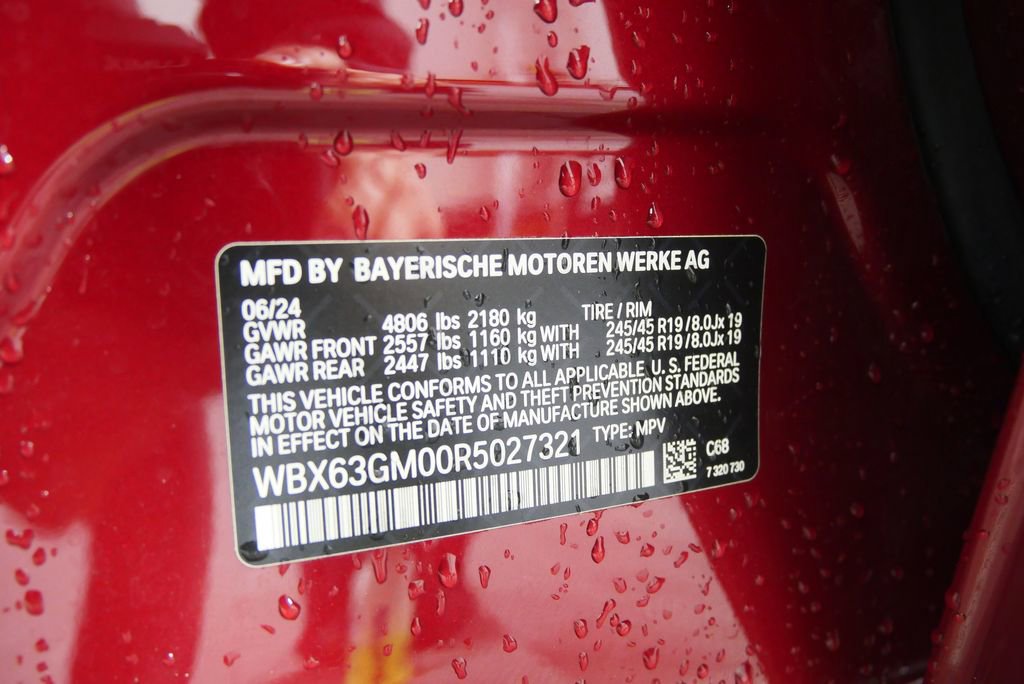 MFD BY BAYERISCHE MOTOREN WERKE AG
06/24 TIRE / RIM
GVWR 4806 lbs 2180 kg
GAWR FRONT 2557 lbs 1160 kg WITH 245/45 R19 / 8.0Jx 19
GAWR REAR 2447 lbs 1110 kg WITH 245/45 R19 / 8.0Jx 19
THIS VEHICLE CONFORMS TO ALL APPLICABLE U.S. FEDERAL
MOTOR VEHICLE SAFETY AND THEFT PREVENTION STANDARDS
IN EFFECT ON THE DATE OF MANUFACTURE SHOWN ABOVE.
WBX63GM00R5027321 TYPE: MPV
C68
7 320 730